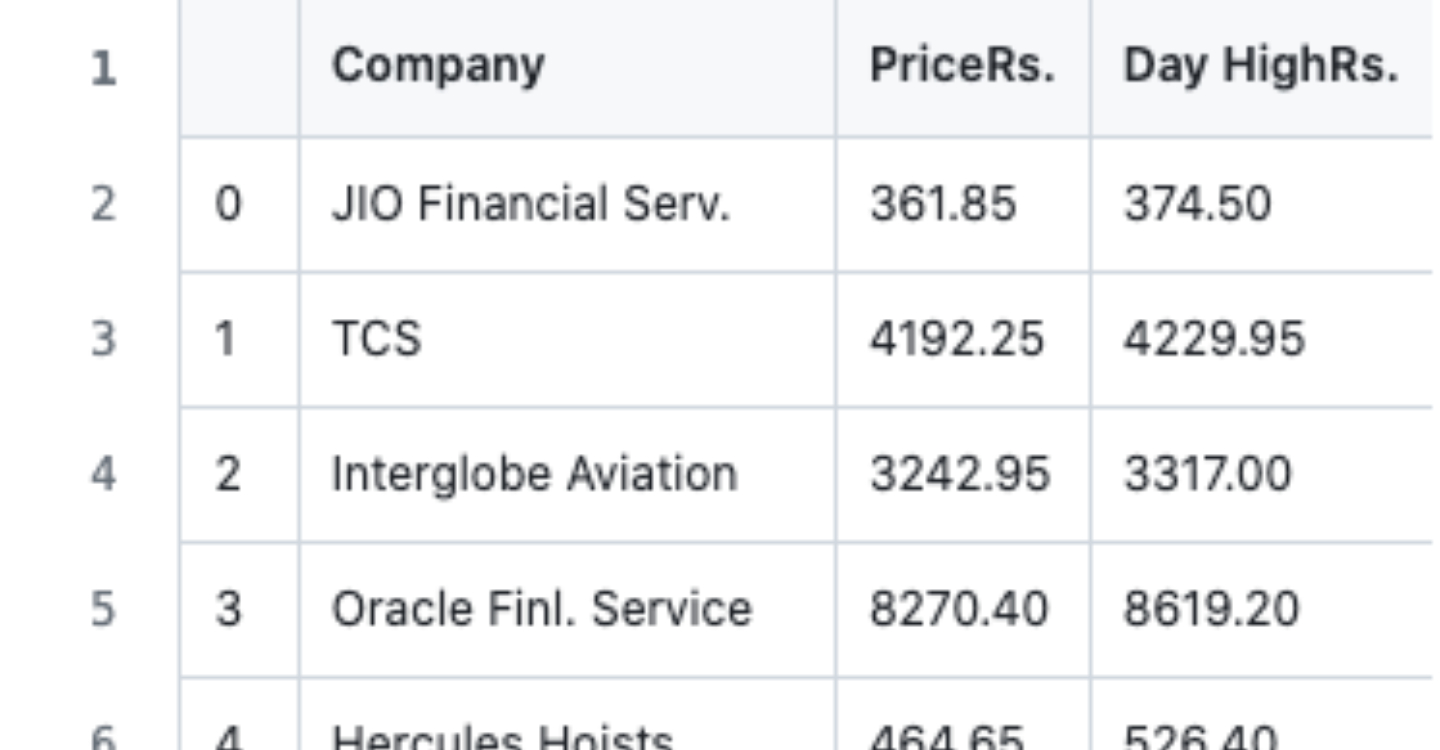 1 Company PriceRs. Day HighRs.
2 0 JIO Financial Serv. 361.85 374.50
3 1 TCS 4192.25 4229.95
4 2 Interglobe Aviation 3242.95 3317.00
5 3 Oracle Finl. Service 8270.40 8619.20
6 4 Hercules Hoists 464.65 526.40